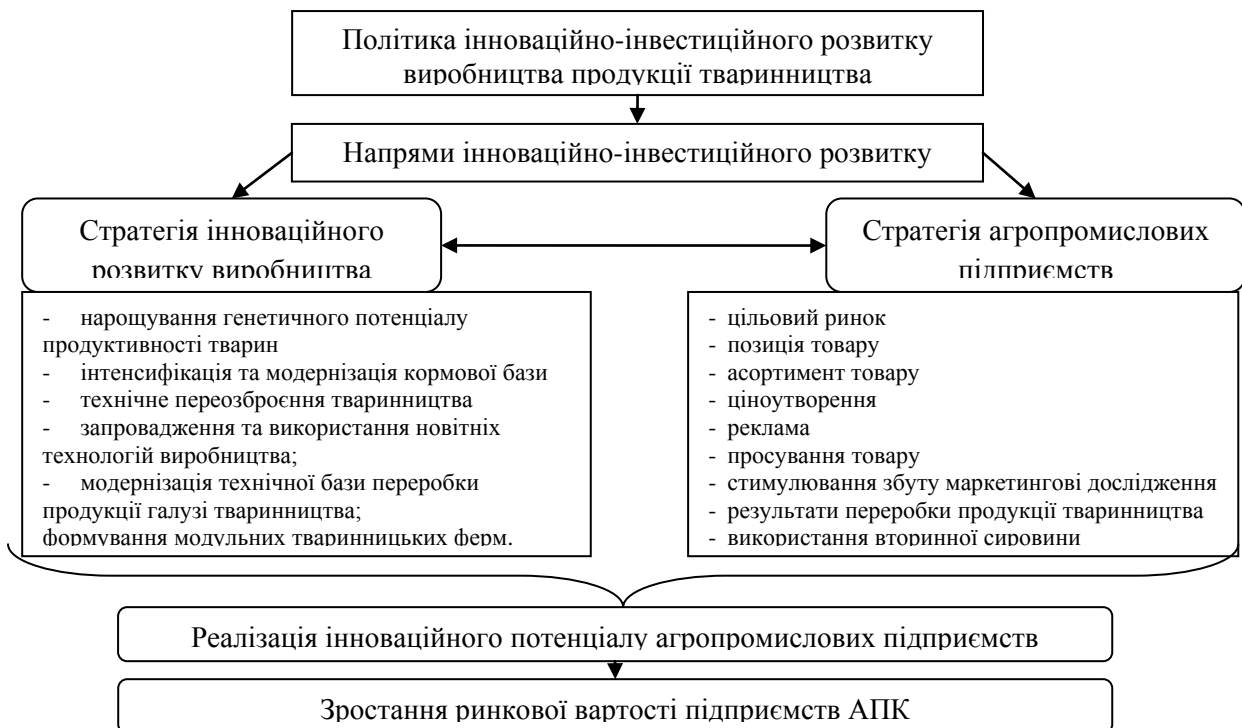 Політика інноваційно-інвестиційного розвитку
виробництва продукції тваринництва
Напрями інноваційно-інвестиційного розвитку
Стратегія інноваційного
розвитку виробництва
Стратегія агропромислових
підприємств
- нарощування генетичного потенціалу
продуктивності тварин
- інтенсифікація та модернізація кормової бази
- технічне переозброєння тваринництва
- запровадження та використання новітніх
технологій виробництва;
- модернізація технічної бази переробки
продукції галузі тваринництва;
формування модульних тваринницьких ферм.
- цільовий ринок
- позиція товару
- асортимент товару
- ціноутворення
- реклама
- просування товару
- стимулювання збуту маркетингові дослідження
- результати переробки продукції тваринництва
- використання вторинної сировини
Реалізація інноваційного потенціалу агропромислових підприємств
Зростання ринкової вартості підприємств АПК